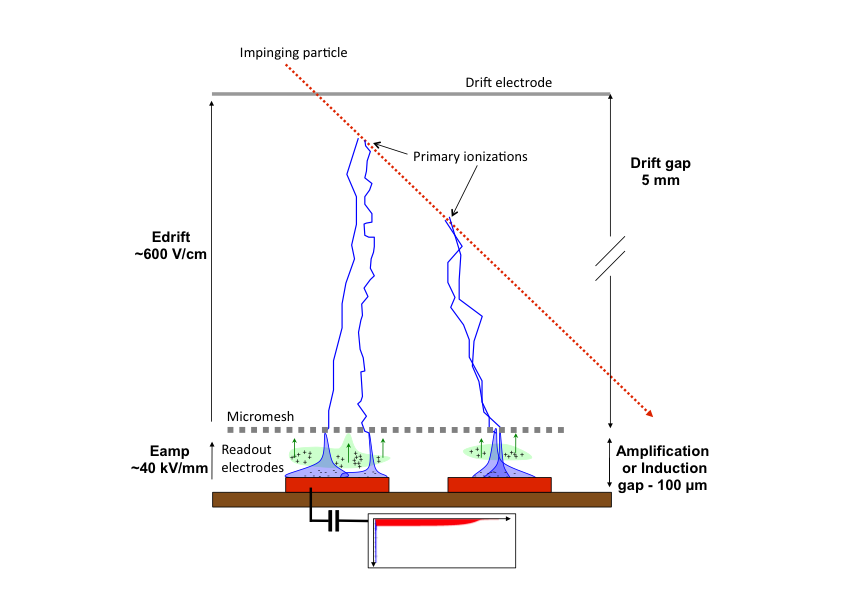 Impinging particle
Drift electrode
Primary ionizations
Drift gap
5 mm
Edrift
~600 V/cm
Micromesh
Eamp
~40 kV/mm
Readout
electrodes
Amplification
or Induction
gap - 100 µm